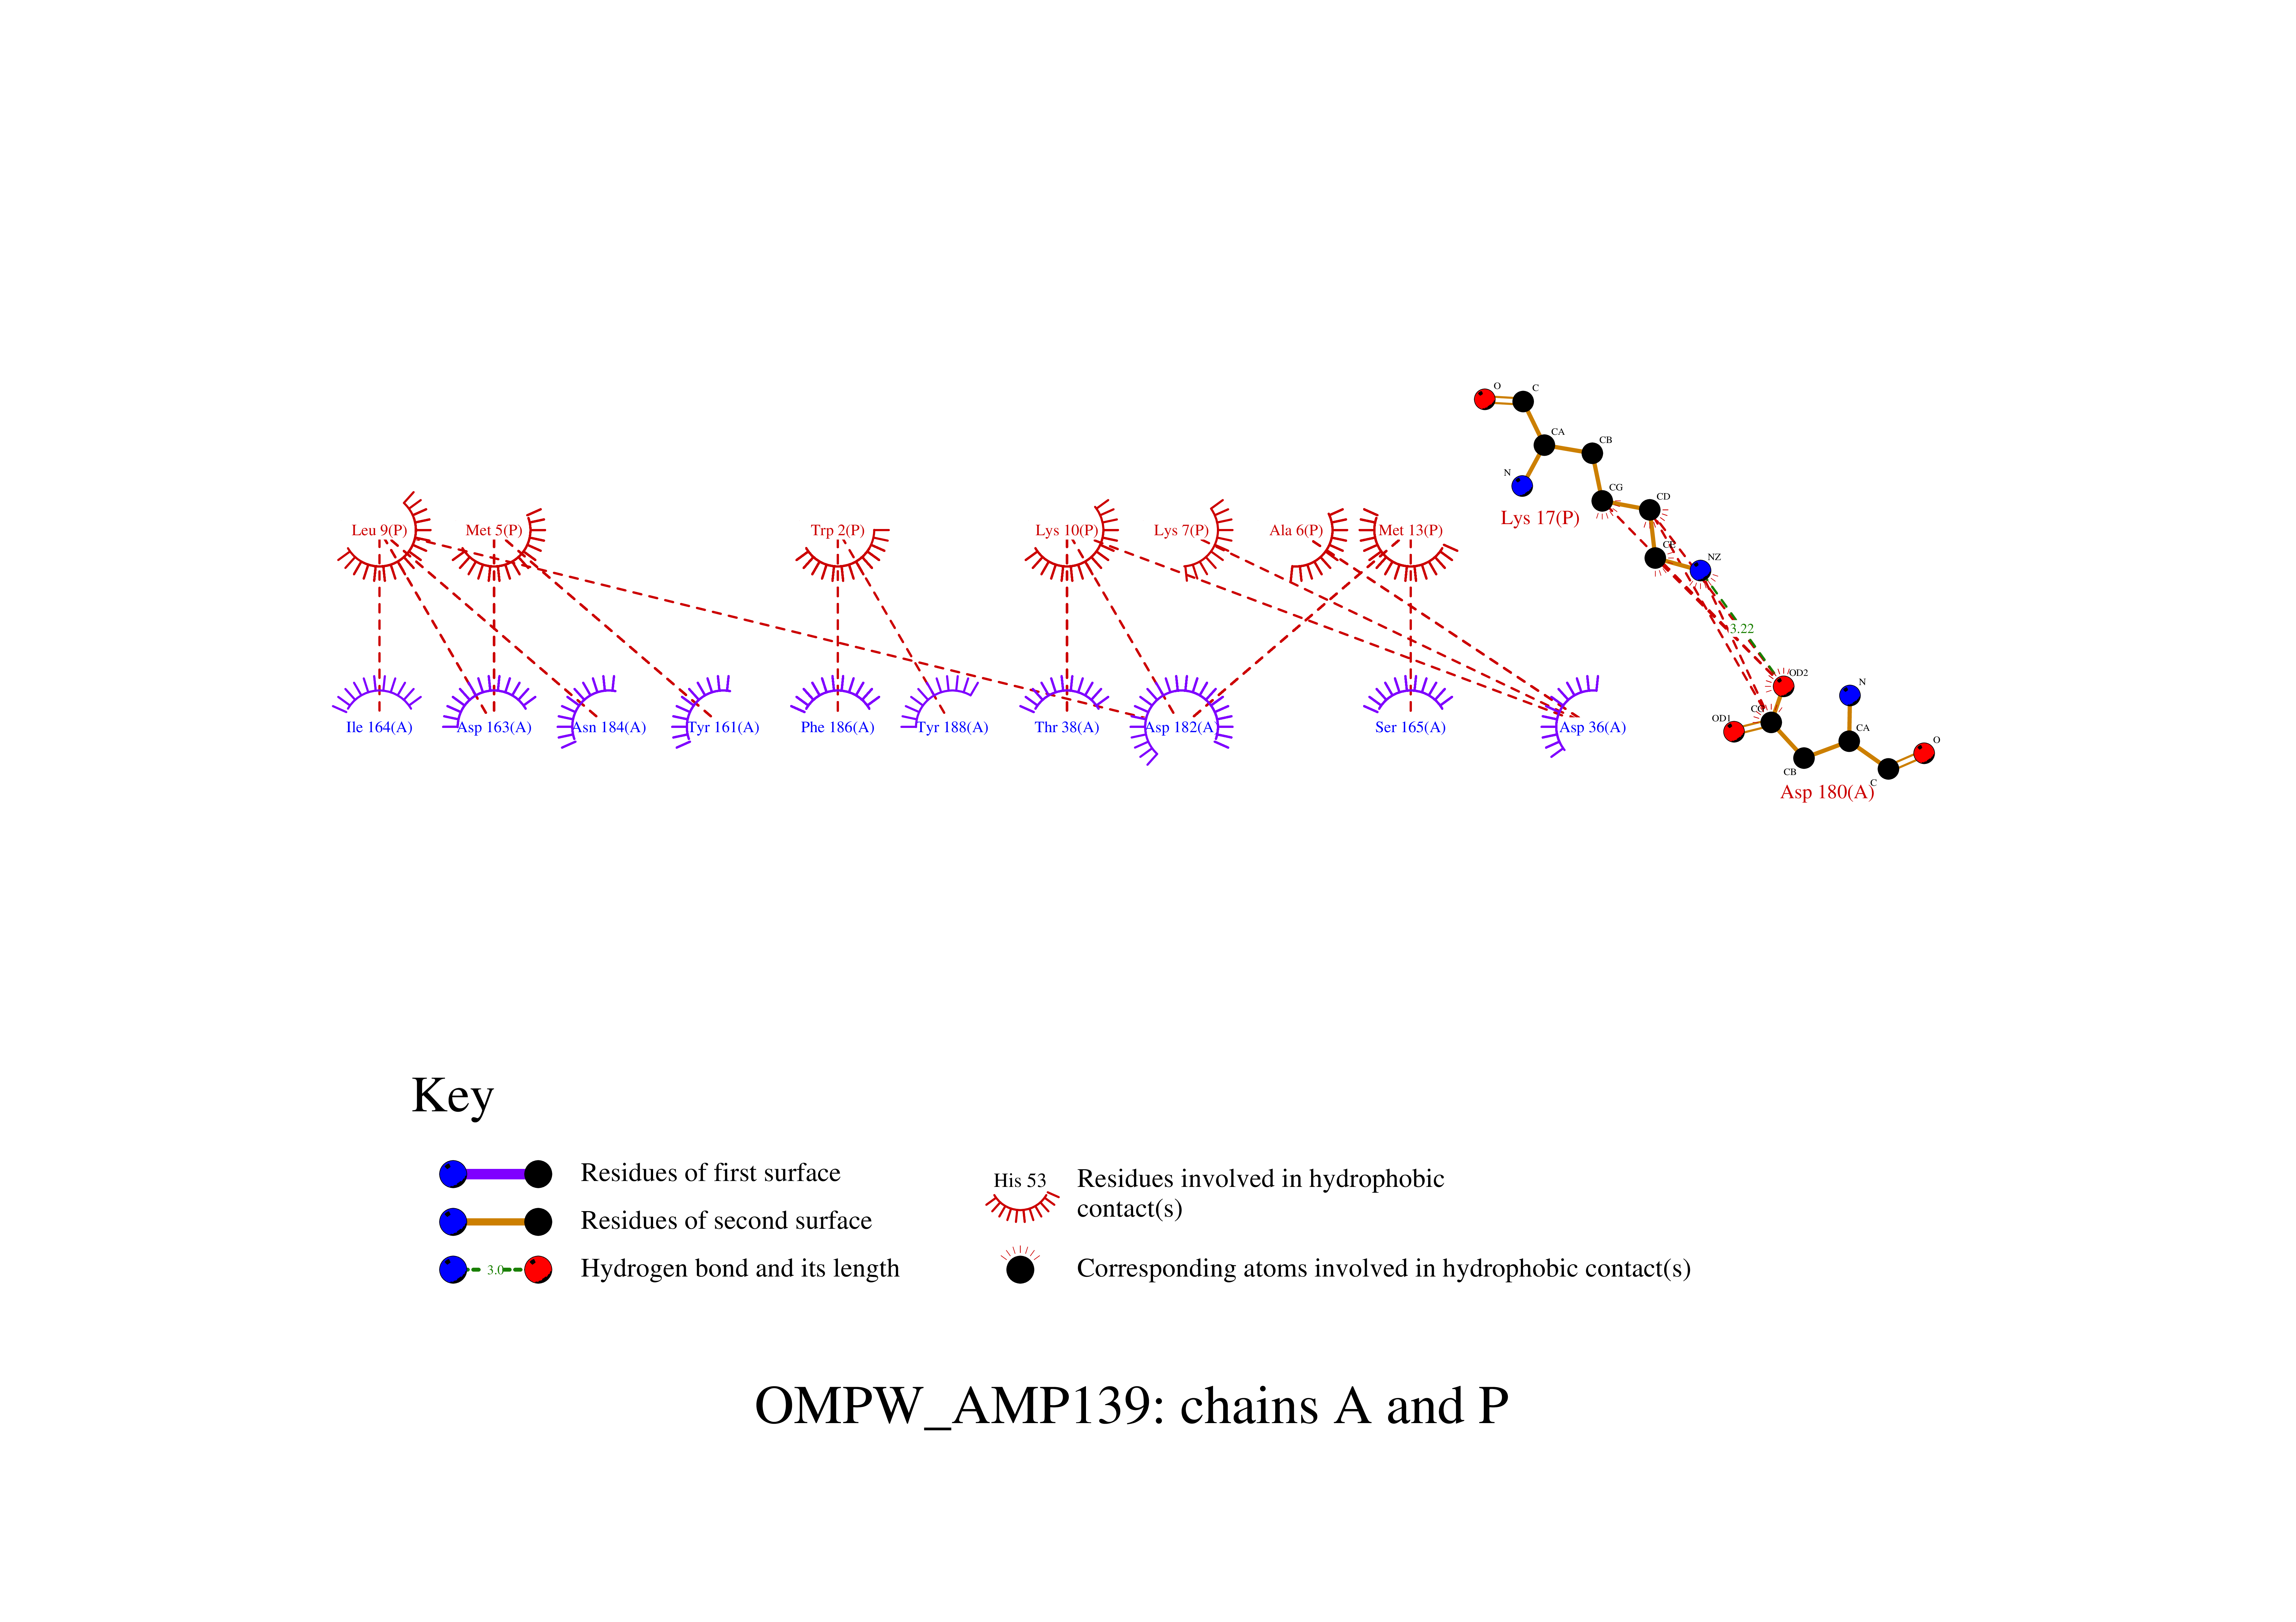 O
C
CA
CB
N
CG
CD
Lys 17(P)
Leu 9(P) Met 5(P) Trp 2(P) Lys 10(P) Lys 7(P) Ala 6(P) Met 13(P)
CE
NZ
3.22
OD2
N
CG
OD1
Ile 164(A) Asp 163(A) Asn 184(A) Tyr 161(A) Phe 186(A) Tyr 188(A) Thr 38(A) Asp 182(A) Ser 165(A) Asp 36(A)
CA
O
CB
C
Asp 180(A)
Key
Residues of first surface
Residues of second surface
3.0
Hydrogen bond and its length
His 53
Residues involved in hydrophobic
contact(s)
Corresponding atoms involved in hydrophobic contact(s)
OMPW_AMP139: chains A and P